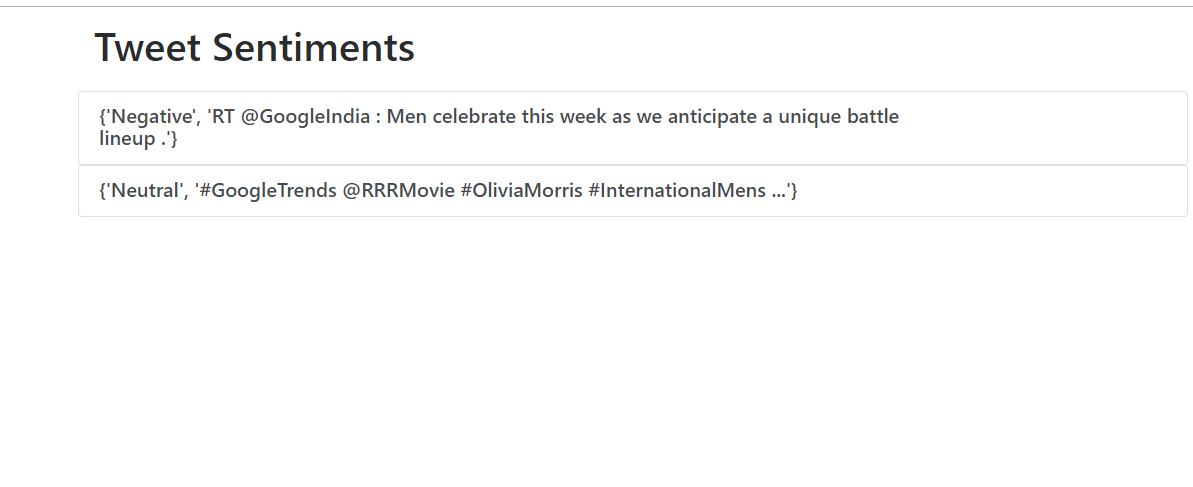 Tweet Sentiments
{'Negative', 'RT @GoogleIndia : Men celebrate this week as we anticipate a unique battle
lineup .'}
{'Neutral', '#GoogleTrends @RRRMovie #OliviaMorris #InternationalMens ...'}